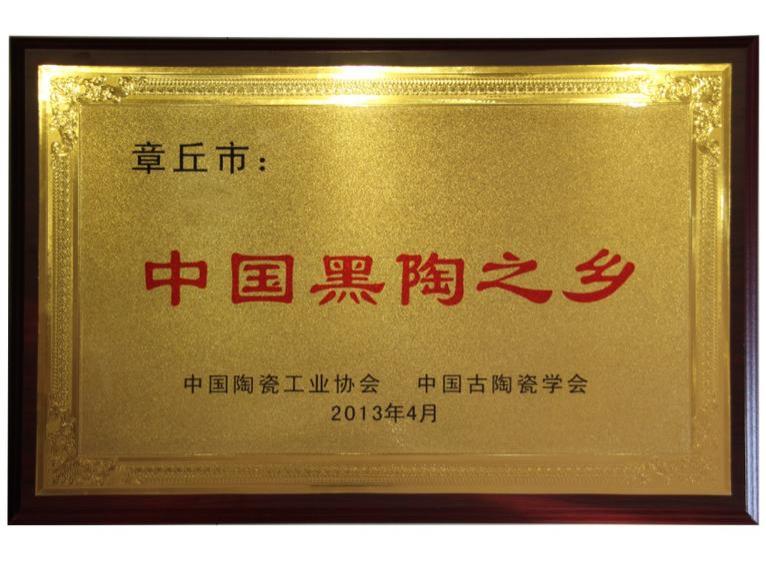 章丘市：
中国黑陶之乡
中国陶瓷工业协会 中国古陶瓷学会
2013年4月